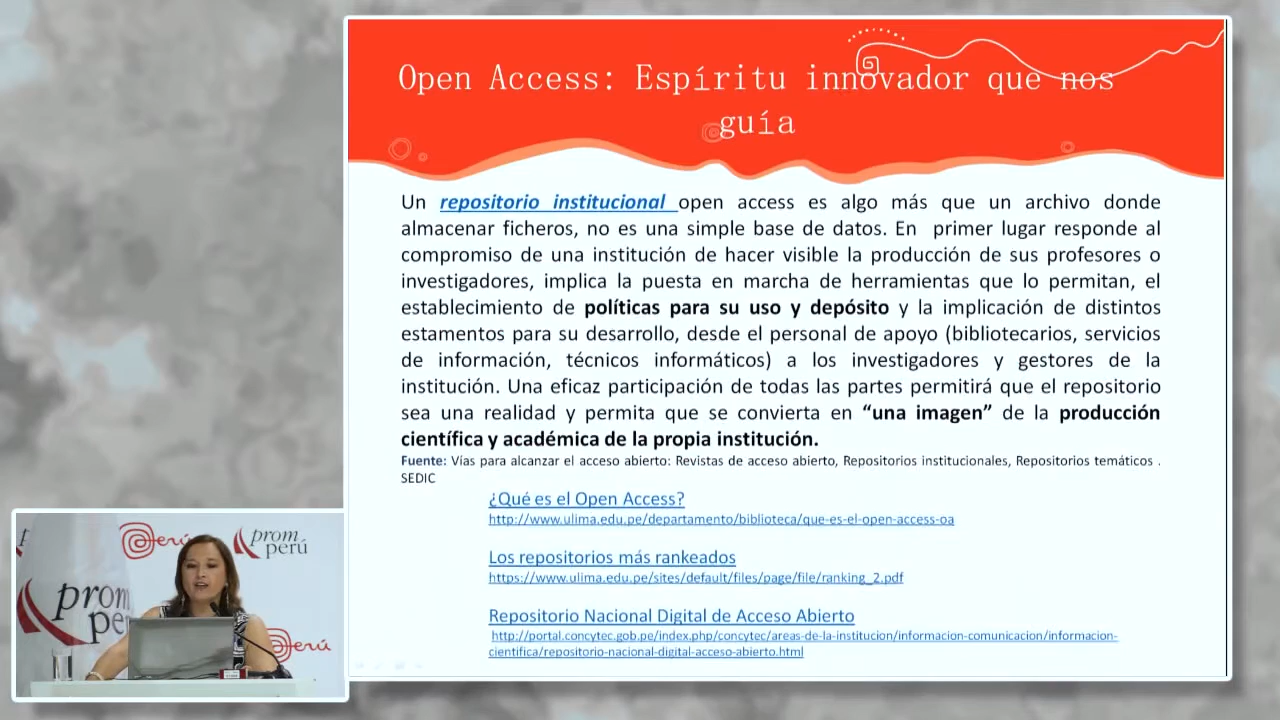 Open Access: Espíritu innovador que nos
guía
Un repositorio institucional open access es algo más que un archivo donde
almacenar ficheros, no es una simple base de datos. En primer lugar responde al
compromiso de una institución de hacer visible la producción de sus profesores o
investigadores, implica la puesta en marcha de herramientas que lo permitan, el
establecimiento de políticas para su uso y depósito y la implicación de distintos
estamentos para su desarrollo, desde el personal de apoyo (bibliotecarios, servicios
de información, técnicos informáticos) a los investigadores y gestores de la
institución. Una eficaz participación de todas las partes permitirá que el repositorio
sea una realidad y permita que se convierta en “una imagen” de la producción
científica y académica de la propia institución.
Fuente: Vías para alcanzar el acceso abierto: Revistas de acceso abierto, Repositorios institucionales, Repositorios temáticos .
SEDIC
¿Qué es el Open Access?
http://www.ulima.edu.pe/departamento/biblioteca/que-es-el-open-access-oa
Los repositorios más rankeados
https://www.ulima.edu.pe/sites/default/files/page/file/ranking_2.pdf
Repositorio Nacional Digital de Acceso Abierto
http://portal.concytec.gob.pe/index.php/concytec/areas-de-la-institucion/informacion-comunicacion/informacion-
cientifica/repositorio-nacional-digital-acceso-abierto.html
Perú
prom
perú
prom
pe
Perú